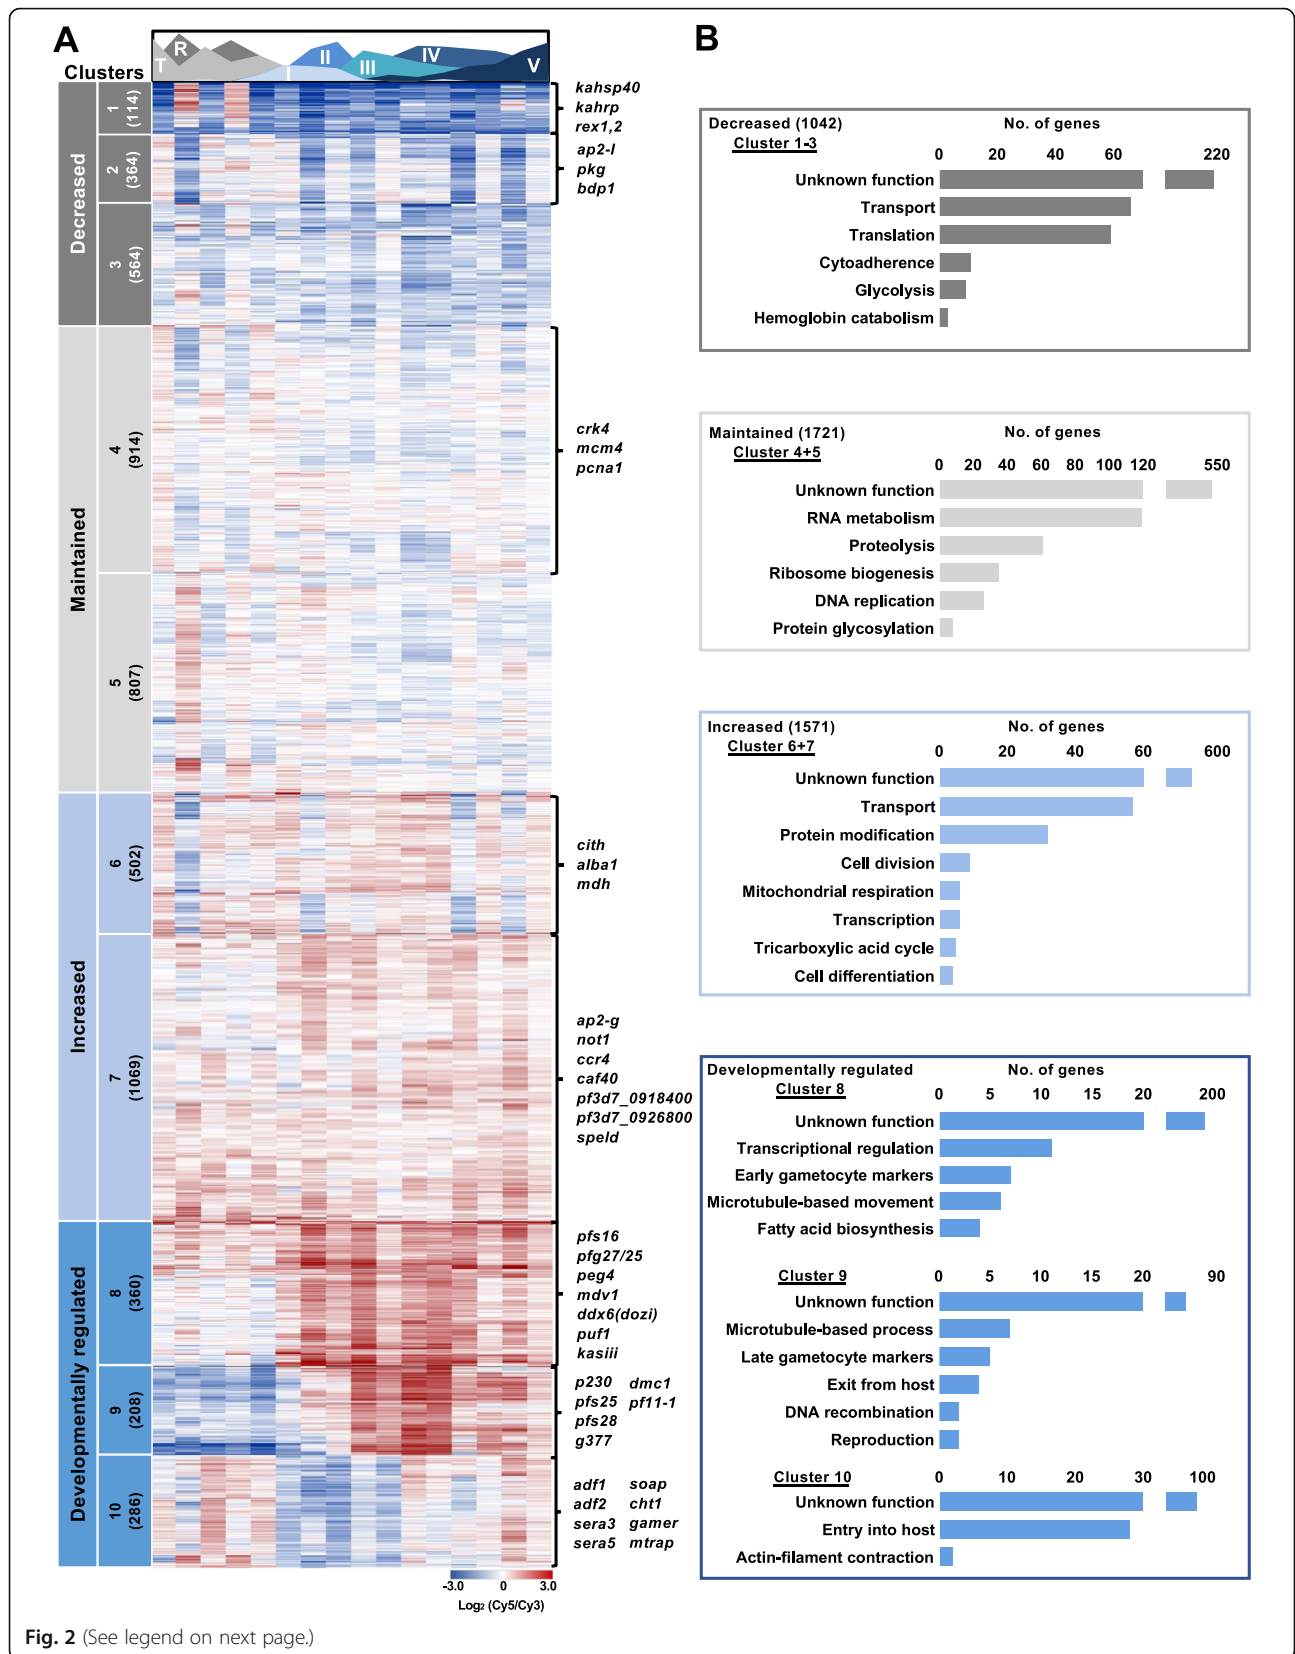 A
T
R
I
II
III
IV
V
Clusters
Decreased
1
(114)
2
(364)
3
(564)
Maintained
4
(914)
5
(807)
Increased
6
(502)
7
(1069)
Developmentally regulated
8
(360)
9
(208)
10
(286)
kahsp40
kahrp
rex1,2
ap2-l
pkg
bdp1
crk4
mcm4
pcna1
cith
alba1
mdh
ap2-g
not1
ccr4
caf40
pf3d7_0918400
pf3d7_0926800
speld
pfs16
pfg27/25
peg4
mdv1
ddx6(dozi)
puf1
kasiii
p230 dmc1
pfs25 pf11-1
pfs28
g377
adf1 soap
adf2 cht1
sera3 gamer
sera5 mtrap
-3.0 0 3.0
Log2 (Cy5/Cy3)
B
Decreased (1042) No. of genes
Cluster 1-3
0 20 40 60 220
Unknown function
Transport
Translation
Cytoadherence
Glycolysis
Hemoglobin catabolism
Maintained (1721) No. of genes
Cluster 4+5
0 20 40 60 80 100 120 550
Unknown function
RNA metabolism
Proteolysis
Ribosome biogenesis
DNA replication
Protein glycosylation
Increased (1571) No. of genes
Cluster 6+7
0 20 40 60 600
Unknown function
Transport
Protein modification
Cell division
Mitochondrial respiration
Transcription
Tricarboxylic acid cycle
Cell differentiation
Developmentally regulated No. of genes
Cluster 8
0 5 10 15 20 200
Unknown function
Transcriptional regulation
Early gametocyte markers
Microtubule-based movement
Fatty acid biosynthesis
Cluster 9
0 5 10 15 20 90
Unknown function
Microtubule-based process
Late gametocyte markers
Exit from host
DNA recombination
Reproduction
Cluster 10
0 10 20 30 100
Unknown function
Entry into host
Actin-filament contraction
Fig. 2 (See legend on next page.)